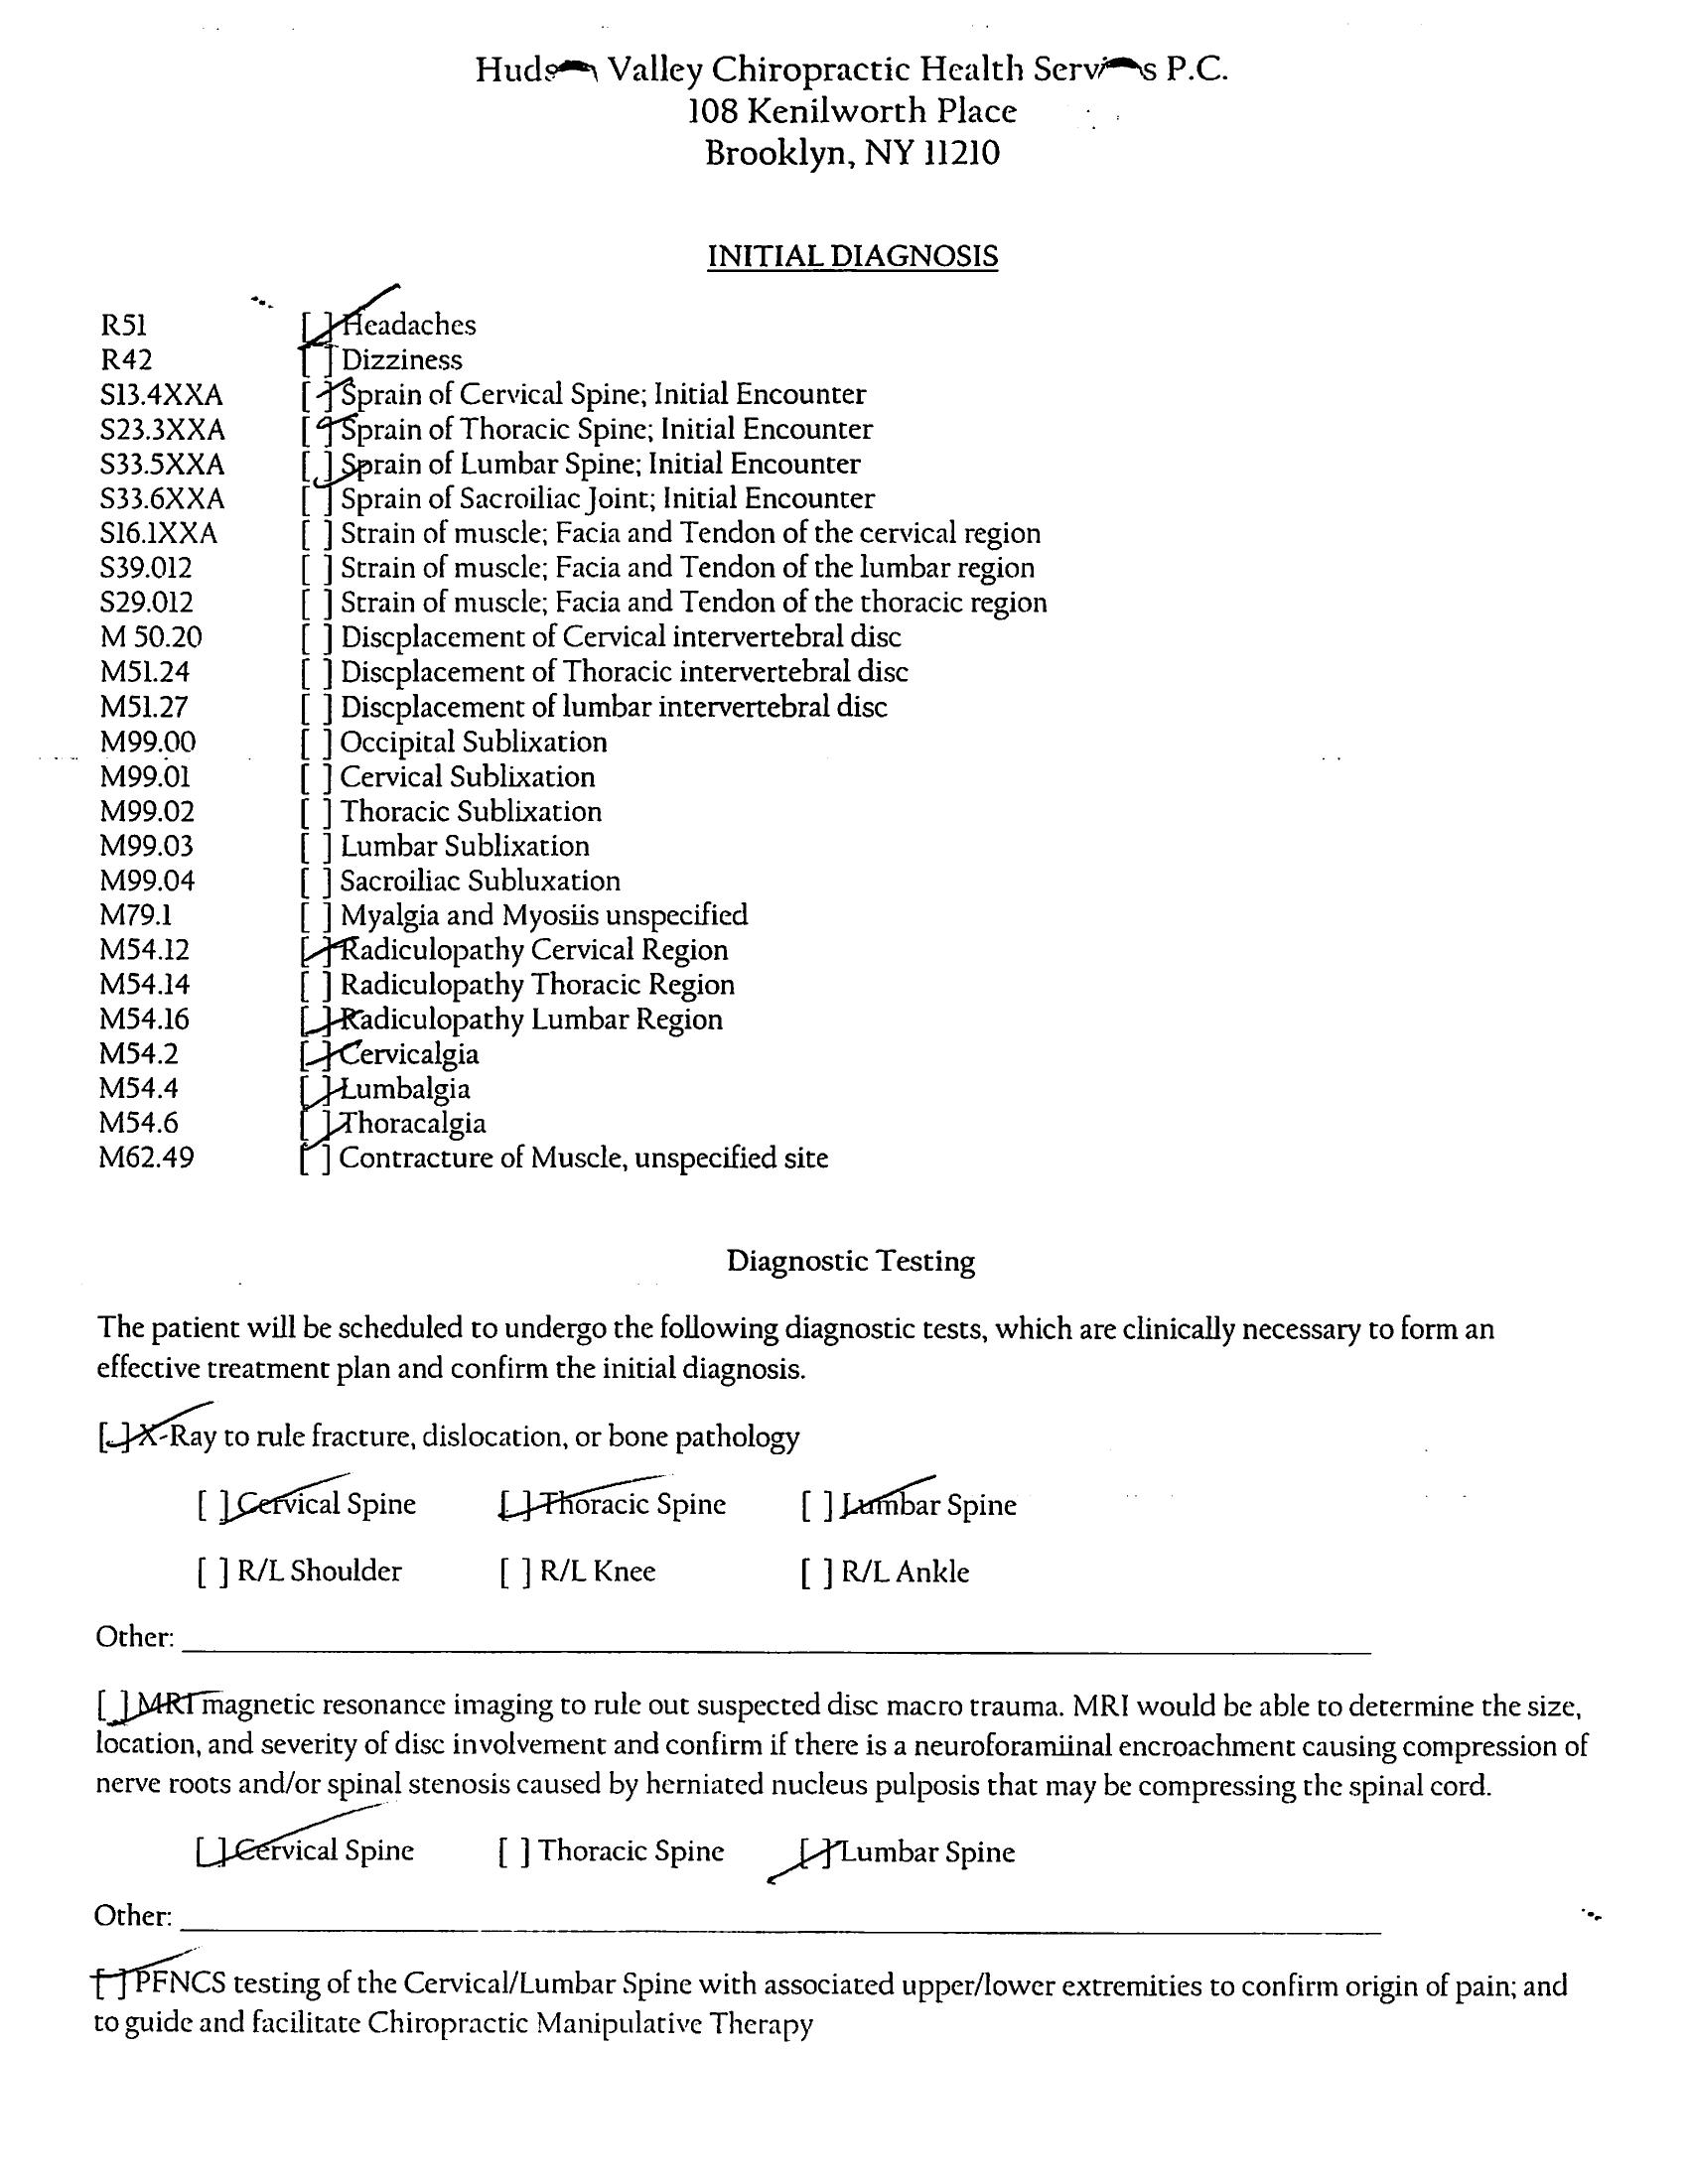 Hudson Valley Chiropractic Health Services P.C.
108 Kenilworth Place
Brooklyn, NY 11210
INITIAL DIAGNOSIS
R51 [✓] Headaches
R42 [ ] Dizziness
S13.4XXA [✓] Sprain of Cervical Spine; Initial Encounter
S23.3XXA [✓] Sprain of Thoracic Spine; Initial Encounter
S33.5XXA [✓] Sprain of Lumbar Spine; Initial Encounter
S33.6XXA [ ] Sprain of Sacroiliac Joint; Initial Encounter
S16.1XXA [ ] Strain of muscle; Facia and Tendon of the cervical region
S39.012 [ ] Strain of muscle; Facia and Tendon of the lumbar region
S29.012 [ ] Strain of muscle; Facia and Tendon of the thoracic region
M 50.20 [ ] Discplacement of Cervical intervertebral disc
M51.24 [ ] Discplacement of Thoracic intervertebral disc
M51.27 [ ] Discplacement of lumbar intervertebral disc
M99.00 [ ] Occipital Sublixation
M99.01 [ ] Cervical Sublixation
M99.02 [ ] Thoracic Sublixation
M99.03 [ ] Lumbar Sublixation
M99.04 [ ] Sacroiliac Subluxation
M79.1 [ ] Myalgia and Myosiis unspecified
M54.12 [✓] Radiculopathy Cervical Region
M54.14 [ ] Radiculopathy Thoracic Region
M54.16 [✓] Radiculopathy Lumbar Region
M54.2 [✓] Cervicalgia
M54.4 [✓] Lumbalgia
M54.6 [✓] Thoracalgia
M62.49 [ ] Contracture of Muscle, unspecified site
Diagnostic Testing
The patient will be scheduled to undergo the following diagnostic tests, which are clinically necessary to form an
effective treatment plan and confirm the initial diagnosis.
[✓] X-Ray to rule fracture, dislocation, or bone pathology
[✓] Cervical Spine [✓] Thoracic Spine [✓] Lumbar Spine
[ ] R/L Shoulder [ ] R/L Knee [ ] R/L Ankle
Other:
[✓] MRI magnetic resonance imaging to rule out suspected disc macro trauma. MRI would be able to determine the size,
location, and severity of disc involvement and confirm if there is a neuroforamiinal encroachment causing compression of
nerve roots and/or spinal stenosis caused by herniated nucleus pulposis that may be compressing the spinal cord.
[✓] Cervical Spine [ ] Thoracic Spine [✓] Lumbar Spine
Other:
[✓] PFNCS testing of the Cervical/Lumbar Spine with associated upper/lower extremities to confirm origin of pain; and
to guide and facilitate Chiropractic Manipulative Therapy